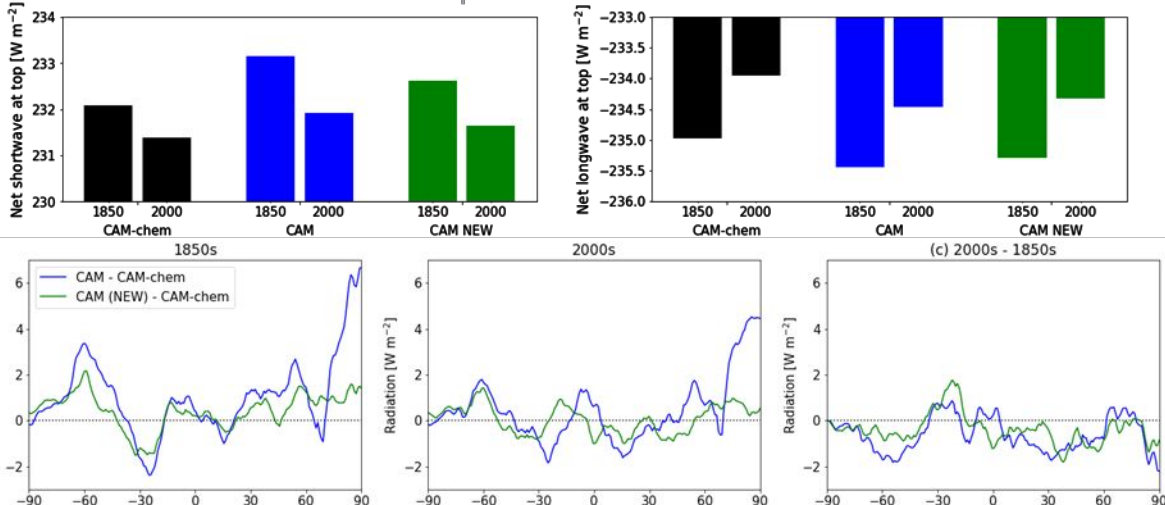 Net shortwave at top [W m⁻²]
234
233
232
231
230
1850 2000 1850 2000 1850 2000
CAM-chem CAM CAM NEW
Net longwave at top [W m⁻²]
−233.0
−233.5
−234.0
−234.5
−235.0
−235.5
−236.0
1850 2000 1850 2000 1850 2000
CAM-chem CAM CAM NEW
1850s
CAM - CAM-chem
CAM (NEW) - CAM-chem
6
4
2
0
−2
−90 −60 −30 0 30 60 90
2000s
Radiation [W m⁻²]
6
4
2
0
−2
−90 −60 −30 0 30 60 90
(c) 2000s - 1850s
Radiation [W m⁻²]
6
4
2
0
−2
−90 −60 −30 0 30 60 90